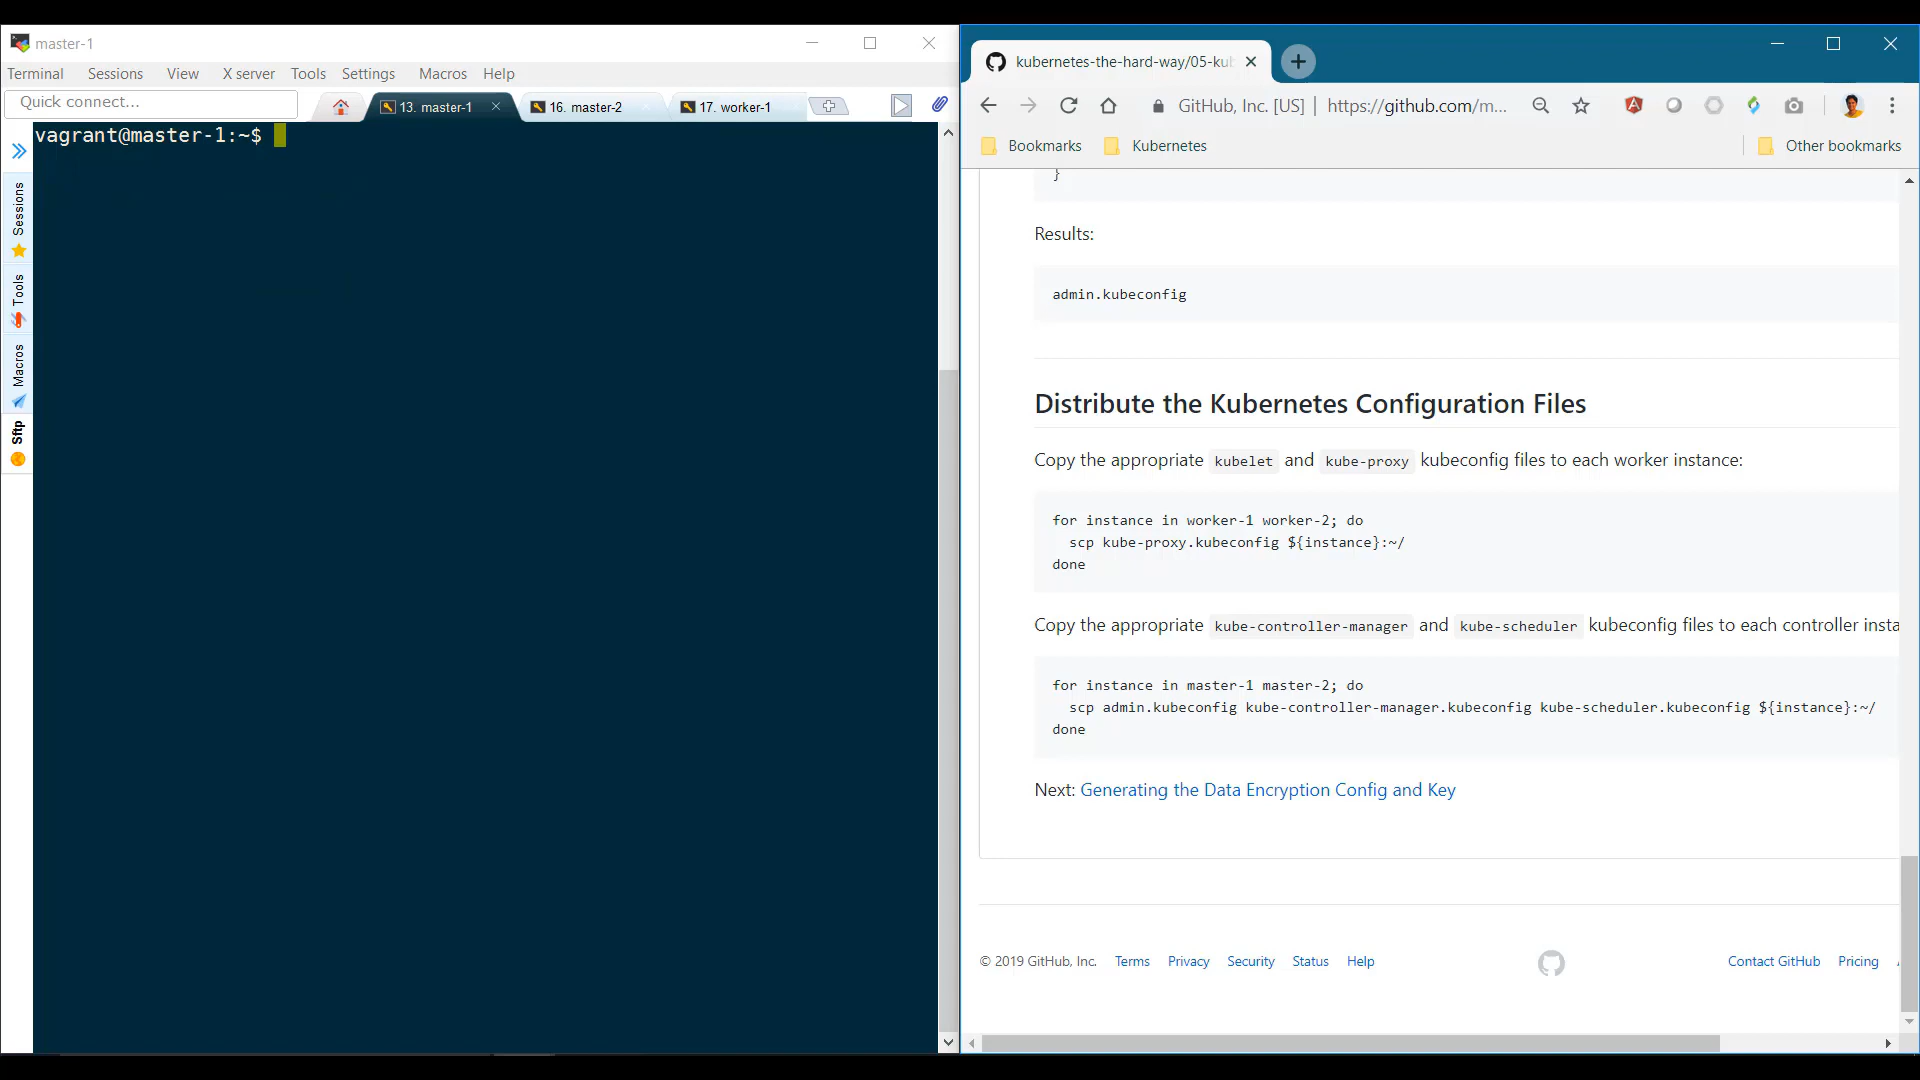 master-1
Terminal Sessions View X server Tools Settings Macros Help
Quick connect...
13. master-1
16. master-2
17. worker-1
vagrant@master-1:~$
Sessions
Tools
Macros
Sftp
kubernetes-the-hard-way/05-kub
GitHub, Inc. [US] | https://github.com/m...
Bookmarks
Kubernetes
Other bookmarks
}
Results:
admin.kubeconfig
Distribute the Kubernetes Configuration Files
Copy the appropriate kubelet and kube-proxy kubeconfig files to each worker instance:
for instance in worker-1 worker-2; do
scp kube-proxy.kubeconfig ${instance}:~/
done
Copy the appropriate kube-controller-manager and kube-scheduler kubeconfig files to each controller insta
for instance in master-1 master-2; do
scp admin.kubeconfig kube-controller-manager.kubeconfig kube-scheduler.kubeconfig ${instance}:~/
done
Next: Generating the Data Encryption Config and Key
© 2019 GitHub, Inc. Terms Privacy Security Status Help
Contact GitHub Pricing